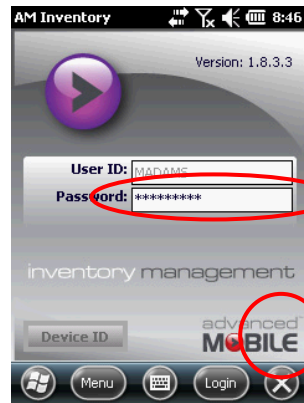 AM Inventory 8:46
Version: 1.8.3.3
User ID: MADAMS
Password: *********
inventory management
Device ID
advanced
MOBILE
Menu Login